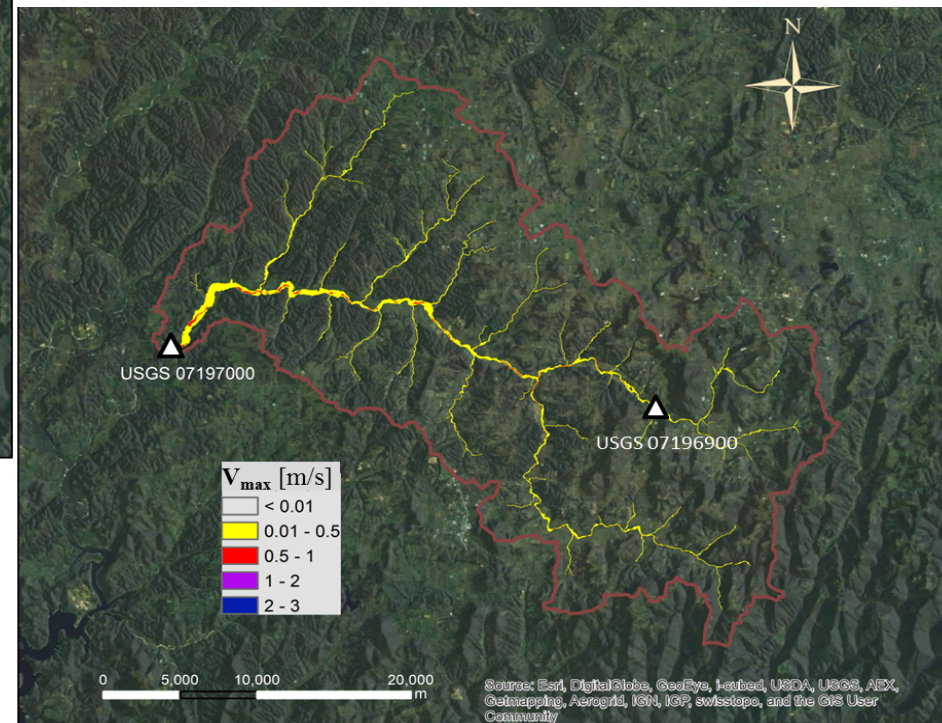 N
USGS 07197000
USGS 07196900
Vmax [m/s]
< 0.01
0.01 - 0.5
0.5 - 1
1 - 2
2 - 3
0 5,000 10,000 20,000
m
Source: Esri, DigitalGlobe, GeoEye, i-cubed, USDA, USGS, AEX,
Getmapping, Aerogrid, IGN, IGP, swisstopo, and the GIS User
Community